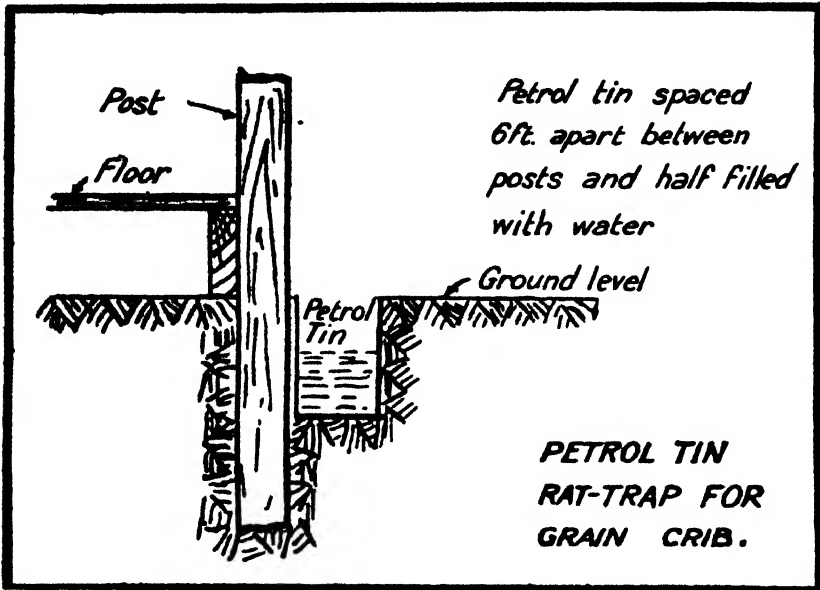 Post
Floor
Petrol tin spaced
6ft. apart between
posts and half filled
with water
Ground level
Petrol
Tin
PETROL TIN
RAT-TRAP FOR
GRAIN CRIB.